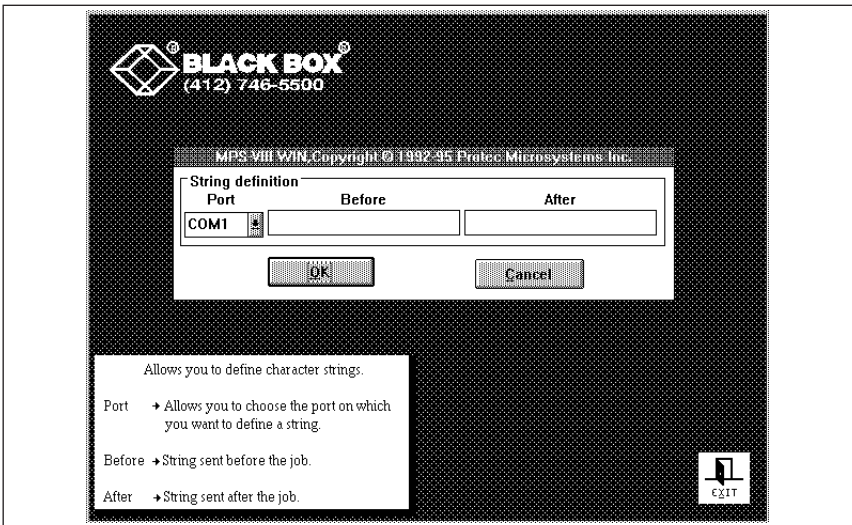 BLACK BOX
(412) 746-5500
MPS VIII WIN,Copyright © 1992-95 Protec Microsystems Inc.
String definition
Port Before After
COM1
OK Cancel
Allows you to define character strings.
Port → Allows you to choose the port on which
you want to define a string.
Before → String sent before the job.
After → String sent after the job.
EXIT